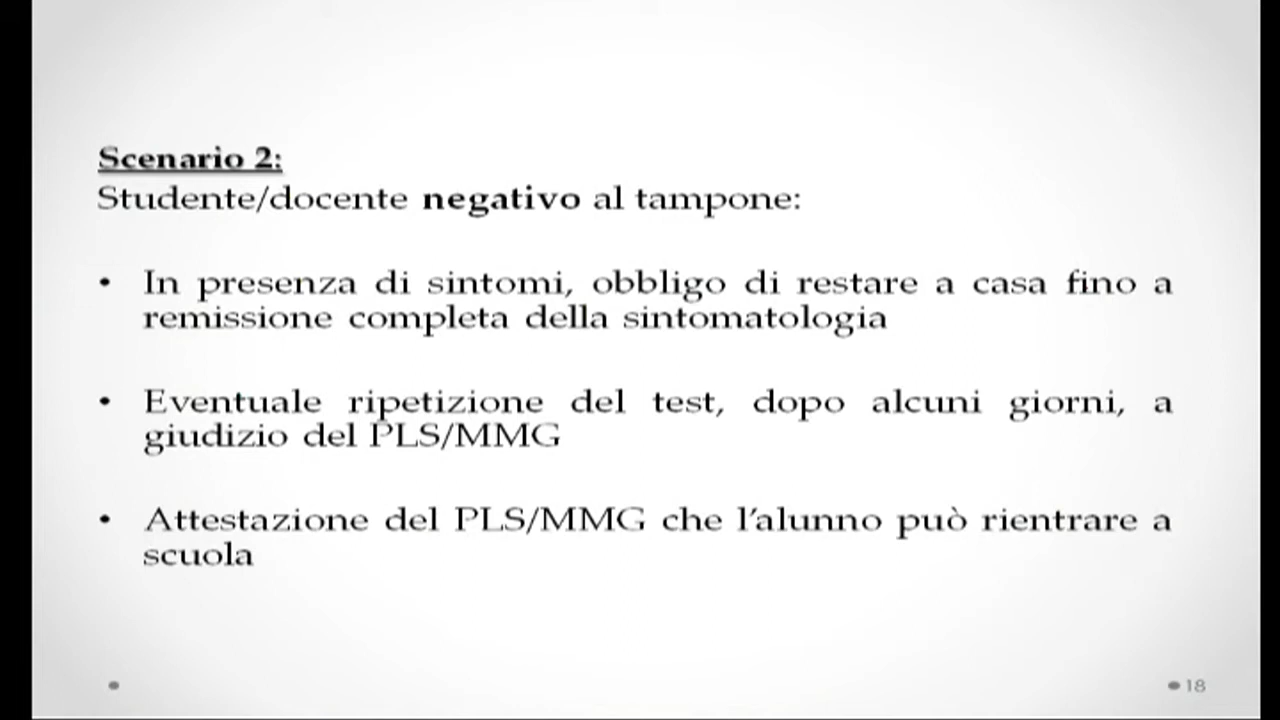 Scenario 2:
Studente/docente negativo al tampone:
• In presenza di sintomi, obbligo di restare a casa fino a
remissione completa della sintomatologia
• Eventuale ripetizione del test, dopo alcuni giorni, a
giudizio del PLS/MMG
• Attestazione del PLS/MMG che l'alunno può rientrare a
scuola
18